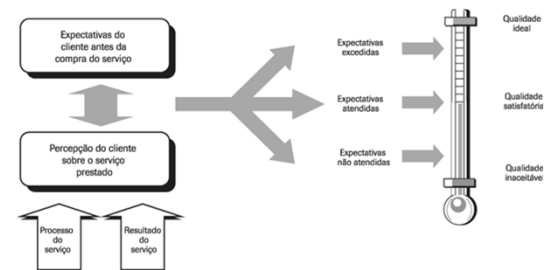 Expectativas do
cliente antes da
compra do serviço
Percepção do cliente
sobre o serviço
prestado
Processo
do
serviço
Resultado
do
serviço
Expectativas
excedidas
Expectativas
atendidas
Expectativas
não atendidas
Qualidade
ideal
Qualidade
satisfatória
Qualidade
inaceitável